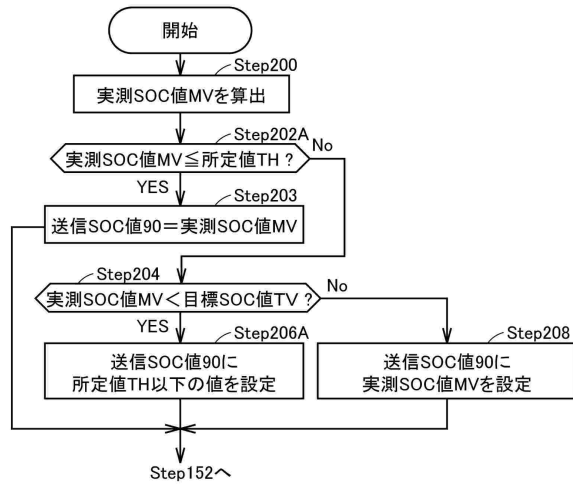 開始
Step200
実測SOC値MVを算出
Step202A
実測SOC値MV≦所定値TH?
No
YES
Step203
送信SOC値90=実測SOC値MV
Step204
実測SOC値MV<目標SOC値TV?
No
YES
Step206A
送信SOC値90に
所定値TH以下の値を設定
Step208
送信SOC値90に
実測SOC値MVを設定
Step152へ